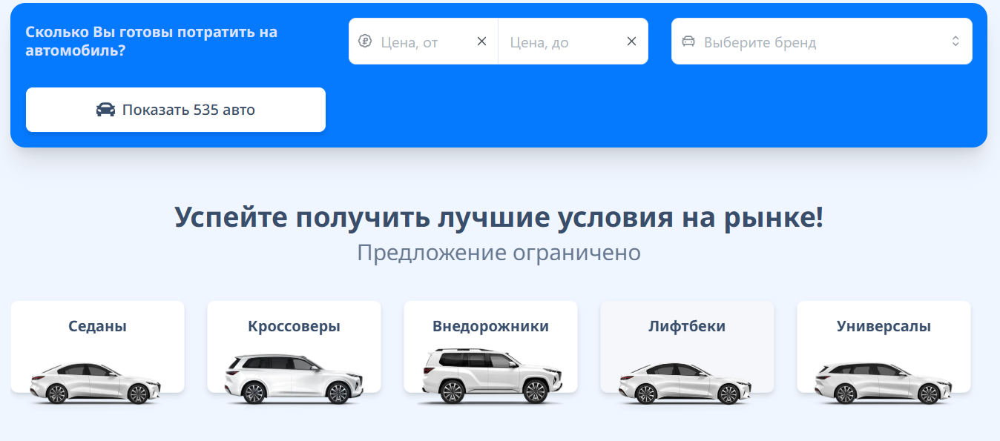 Сколько Вы готовы потратить на
автомобиль?
Цена, от
Цена, до
Выберите бренд
Показать 535 авто
Успейте получить лучшие условия на рынке!
Предложение ограничено
Седаны
Кроссоверы
Внедорожники
Лифтбеки
Универсалы